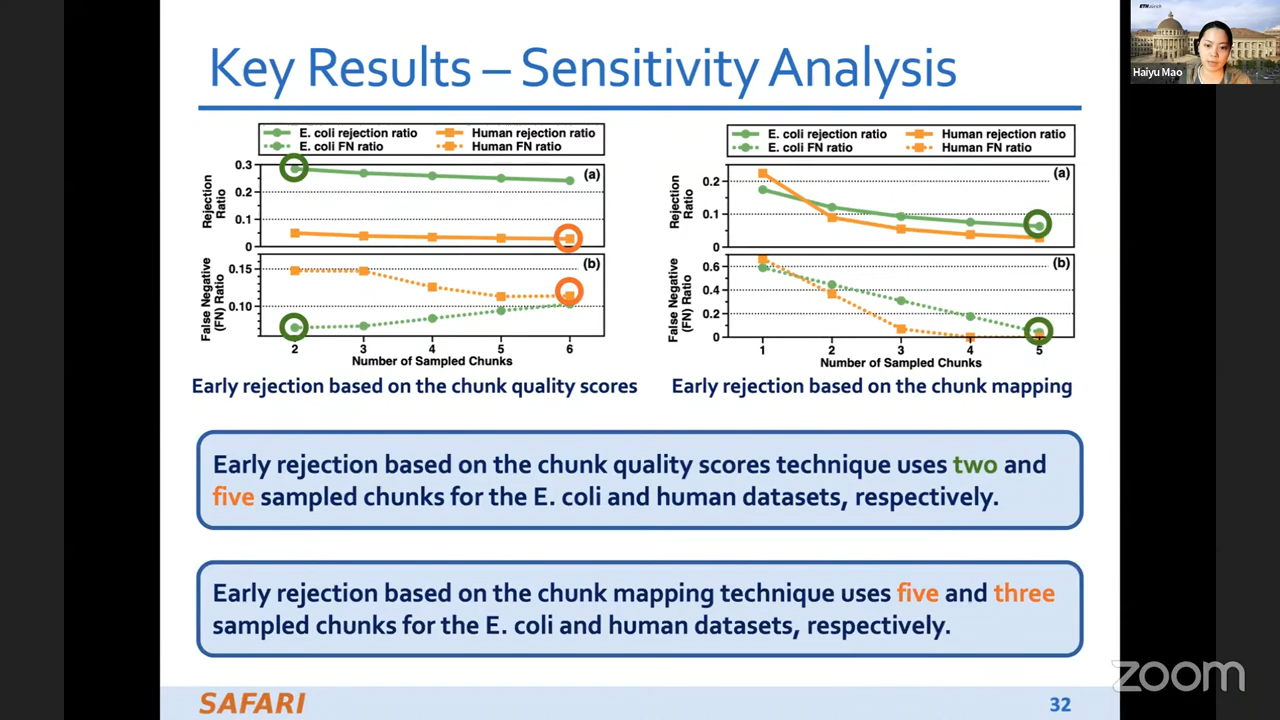 Key Results – Sensitivity Analysis
E. coli rejection ratio
Human rejection ratio
E. coli FN ratio
Human FN ratio
0.3
0.2
0.1
0
Rejection
Ratio
(a)
0.15
0.10
False Negative
(FN) Ratio
(b)
2 3 4 5 6
Number of Sampled Chunks
Early rejection based on the chunk quality scores
E. coli rejection ratio
Human rejection ratio
E. coli FN ratio
Human FN ratio
0.2
0.1
0
Rejection
Ratio
(a)
0.6
0.4
0.2
0
False Negative
(FN) Ratio
(b)
1 2 3 4 5
Number of Sampled Chunks
Early rejection based on the chunk mapping
Early rejection based on the chunk quality scores technique uses two and
five sampled chunks for the E. coli and human datasets, respectively.
Early rejection based on the chunk mapping technique uses five and three
sampled chunks for the E. coli and human datasets, respectively.
SAFARI
32
ETH zürich
Haiyu Mao
zoom